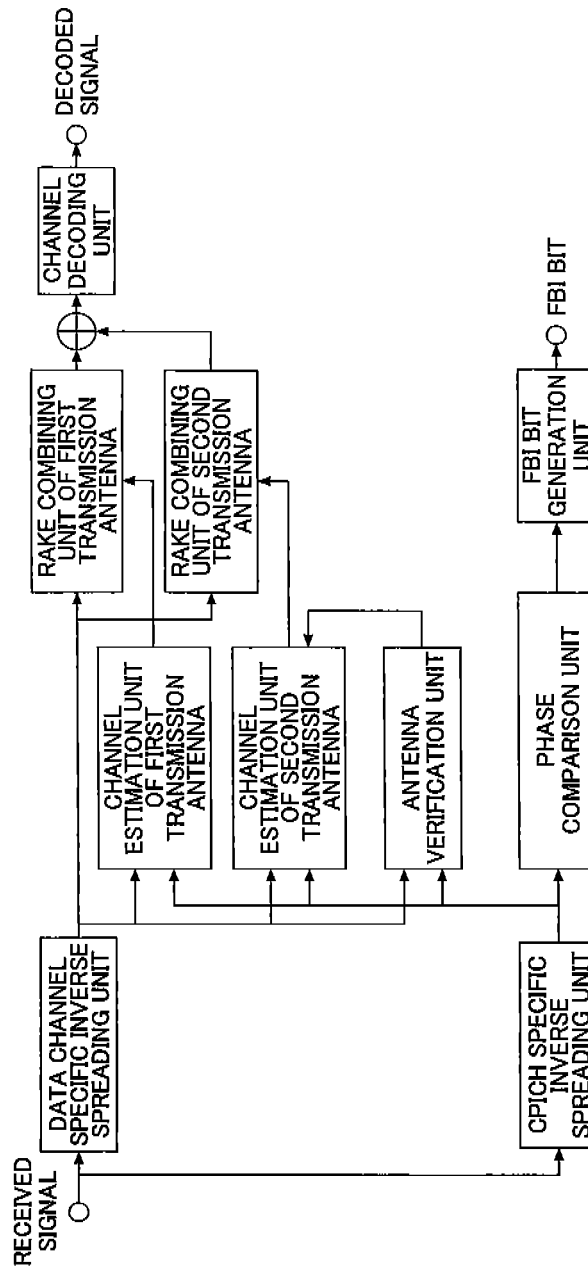 RECEIVED
SIGNAL
DATA CHANNEL
SPECIFIC INVERSE
SPREADING UNIT
CPICH SPECIFIC
INVERSE
SPREADING UNIT
CHANNEL
ESTIMATION UNIT
OF FIRST
TRANSMISSION
ANTENNA
CHANNEL
ESTIMATION UNIT
OF SECOND
TRANSMISSION
ANTENNA
ANTENNA
VERIFICATION UNIT
PHASE
COMPARISON UNIT
RAKE COMBINING
UNIT OF FIRST
TRANSMISSION
ANTENNA
RAKE COMBINING
UNIT OF SECOND
TRANSMISSION
ANTENNA
FBI BIT
GENERATION
UNIT
FBI BIT
CHANNEL
DECODING
UNIT
DECODED
SIGNAL